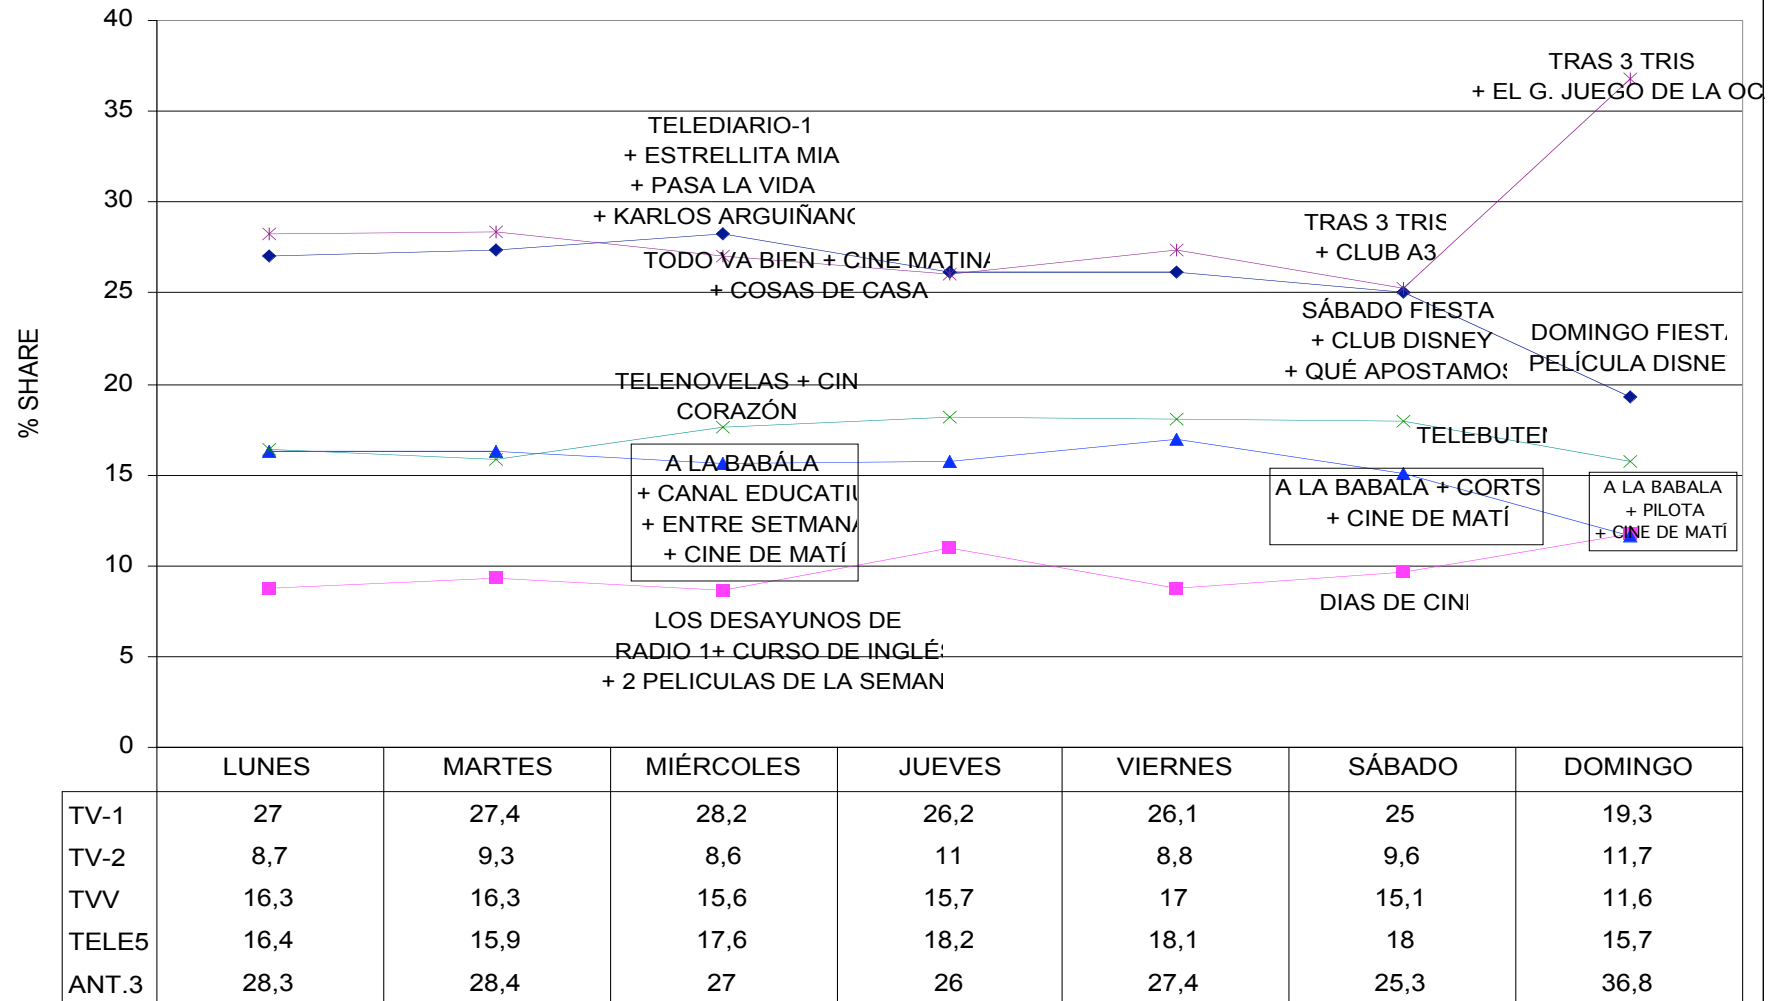 40
TRAS 3 TRIS
+ EL G. JUEGO DE LA OC
35
TELEDIARIO-1
+ ESTRELLITA MIA
+ PASA LA VIDA
30
+ KARLOS ARGUIÑANO
TRAS 3 TRIS
+ CLUB A3
TODO VA BIEN + CINE MATINA
+ COSAS DE CASA
25
SÁBADO FIESTA
+ CLUB DISNEY
+ QUÉ APOSTAMOS
DOMINGO FIESTA
PELÍCULA DISNE
% SHARE
20
TELENOVELAS + CIN
CORAZÓN
TELEBUTEN
15
A LA BABÁLA
+ CANAL EDUCATIU
+ ENTRE SETMANA
+ CINE DE MATÍ
A LA BABALA + CORTS
+ CINE DE MATÍ
A LA BABALA
+ PILOTA
+ CINE DE MATÍ
10
DIAS DE CINE
LOS DESAYUNOS DE
RADIO 1+ CURSO DE INGLÉS
+ 2 PELICULAS DE LA SEMAN
5
0
LUNES MARTES MIÉRCOLES JUEVES VIERNES SÁBADO DOMINGO
TV-1 27 27,4 28,2 26,2 26,1 25 19,3
TV-2 8,7 9,3 8,6 11 8,8 9,6 11,7
TVV 16,3 16,3 15,6 15,7 17 15,1 11,6
TELE5 16,4 15,9 17,6 18,2 18,1 18 15,7
ANT.3 28,3 28,4 27 26 27,4 25,3 36,8